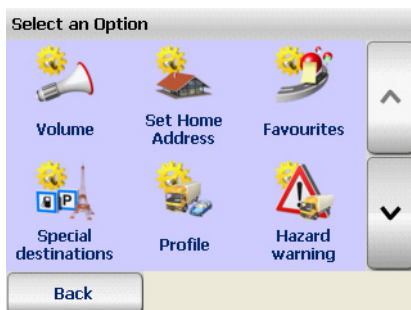 Select an Option
Volume
Set Home
Address
Favourites
Special
destinations
P
Profile
Hazard
warning
Back